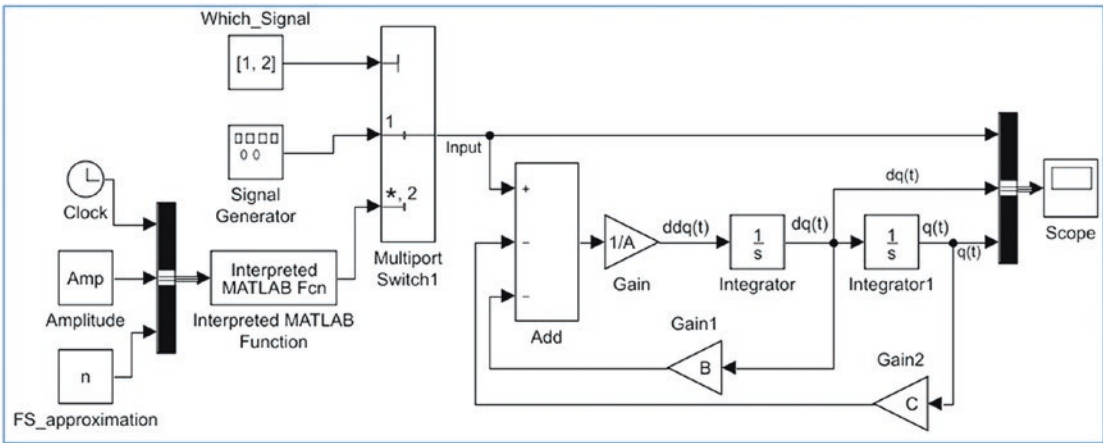 Which_Signal
[1, 2]
1
*, 2
Signal
Generator
Clock
Amp
Amplitude
n
FS_approximation
Interpreted
MATLAB Fcn
Interpreted MATLAB
Function
Multiport
Switch1
Input
+
−
−
Add
1/A
Gain
ddq(t)
1
s
Integrator
dq(t)
1
s
Integrator1
q(t)
q(t)
dq(t)
Scope
Gain1
B
Gain2
C